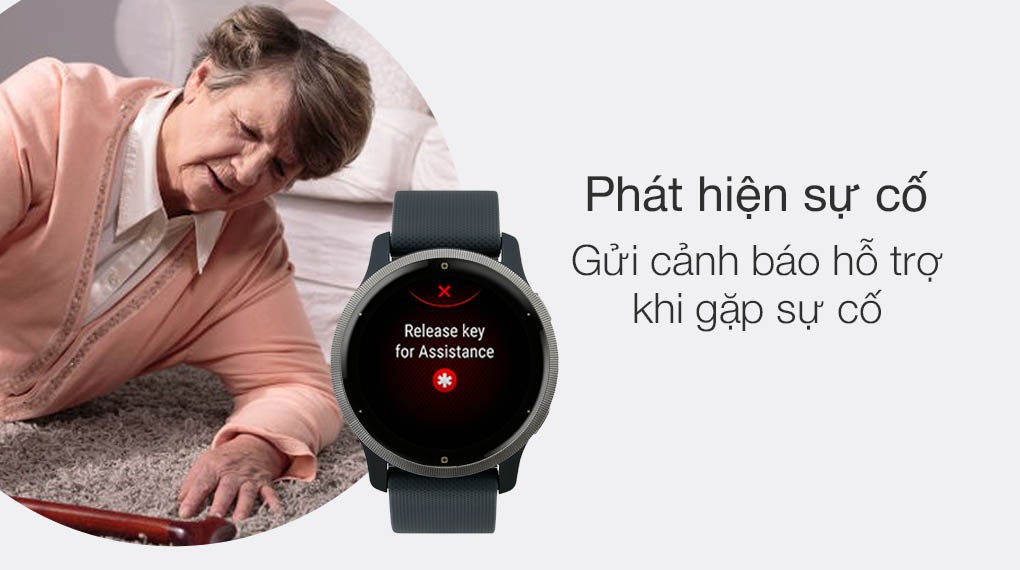 Phát hiện sự cố
Gửi cảnh báo hỗ trợ
khi gặp sự cố
Release key
for Assistance